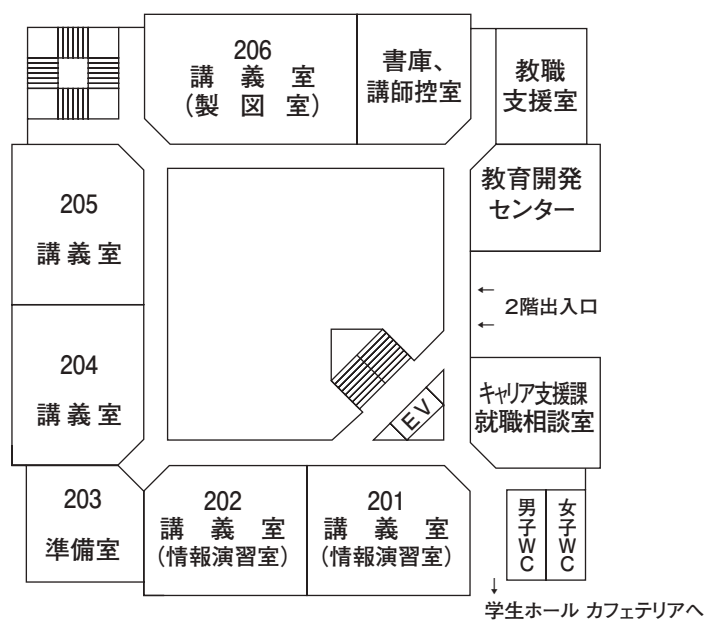 206
講義室
(製図室)
書庫、
講師控室
教職
支援室
205
講義室
教育開発
センター
← 2階出入口
←
204
講義室
キャリア支援課
就職相談室
EV
203
準備室
202
講義室
(情報演習室)
201
講義室
(情報演習室)
男子WC
女子WC
↓
学生ホール カフェテリアへ